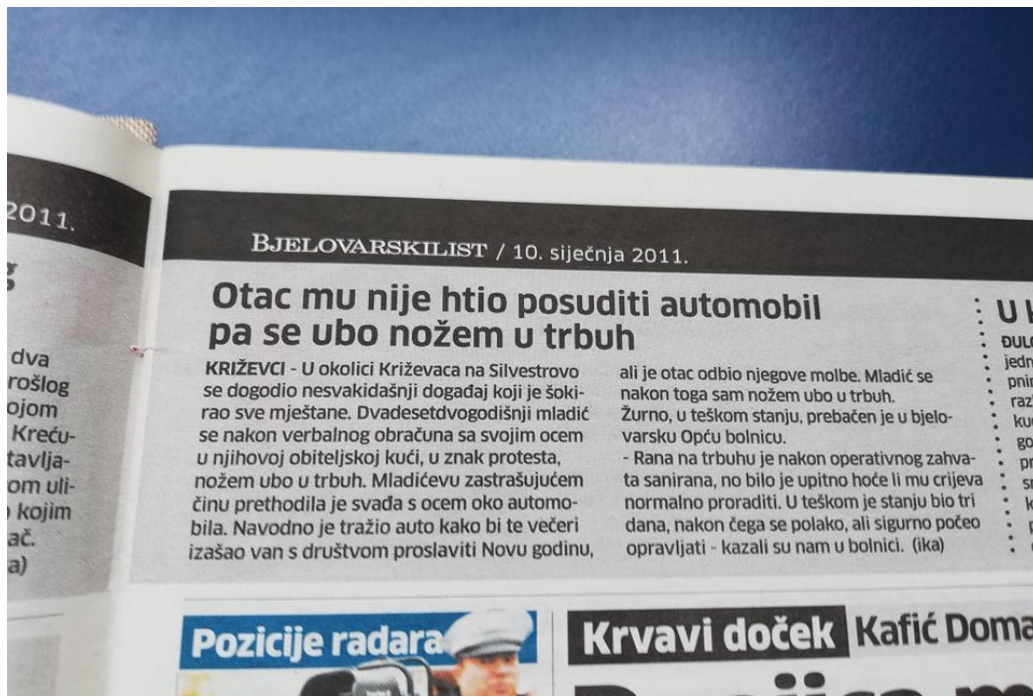 2011.
dva
rošlog
ojom
Kreću-
tavlja-
om uli-
kojim
ač.
a)
BJELOVARSKILIST / 10. siječnja 2011.
Otac mu nije htio posuditi automobil
pa se ubo nožem u trbuh
KRIŽEVCI - U okolici Križevaca na Silvestrovo
se dogodio nesvakidašnji događaj koji je šoki-
rao sve mještane. Dvadesetdvogodišnji mladić
se nakon verbalnog obračuna sa svojim ocem
u njihovoj obiteljskoj kući, u znak protesta,
nožem ubo u trbuh. Mladićevu zastrašujućem
činu prethodila je svađa s ocem oko automo-
bila. Navodno je tražio auto kako bi te večeri
izašao van s društvom proslaviti Novu godinu,
ali je otac odbio njegove molbe. Mladić se
nakon toga sam nožem ubo u trbuh.
Žurno, u teškom stanju, prebačen je u bjelo-
varsku Opću bolnicu.
- Rana na trbuhu je nakon operativnog zahva-
ta sanirana, no bilo je upitno hoće li mu crijeva
normalno proraditi. U teškom je stanju bio tri
dana, nakon čega se polako, ali sigurno počeo
opravljati - kazali su nam u bolnici. (ika)
U
ĐULO
jedn
pnir
raz
kuć
go
pr
Pozicije radara
Krvavi doček Kafić Doma